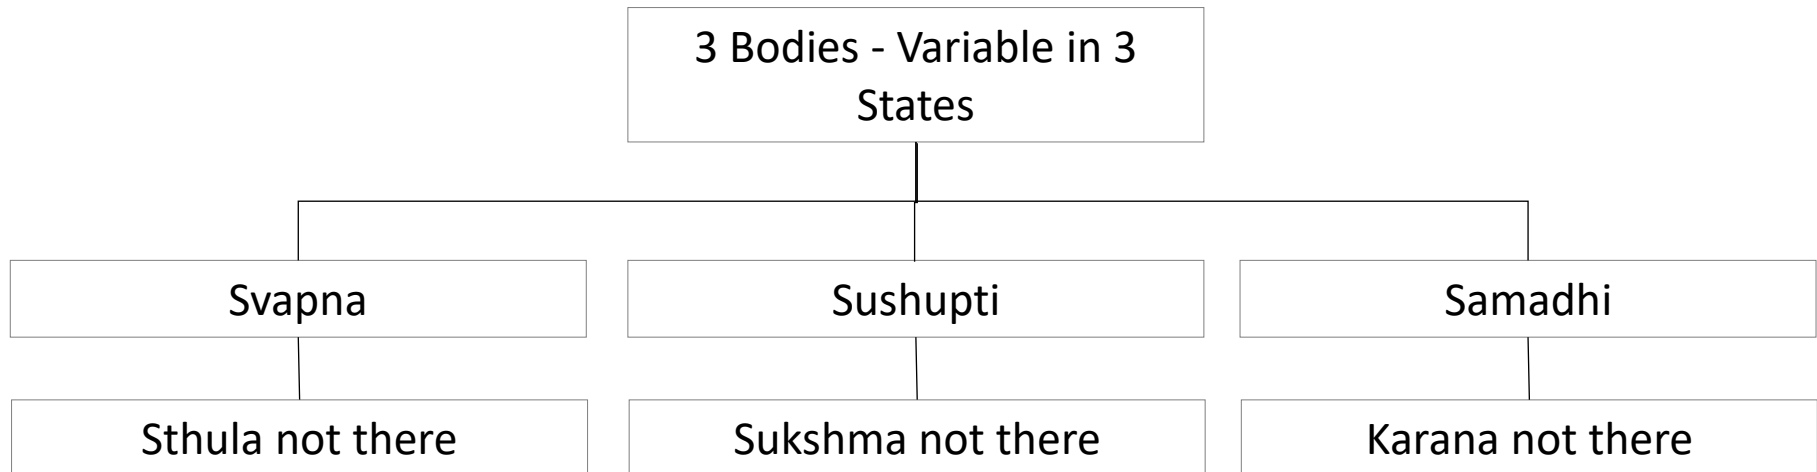 3 Bodies - Variable in 3
States
Svapna
Sushupti
Samadhi
Sthula not there
Sukshma not there
Karana not there